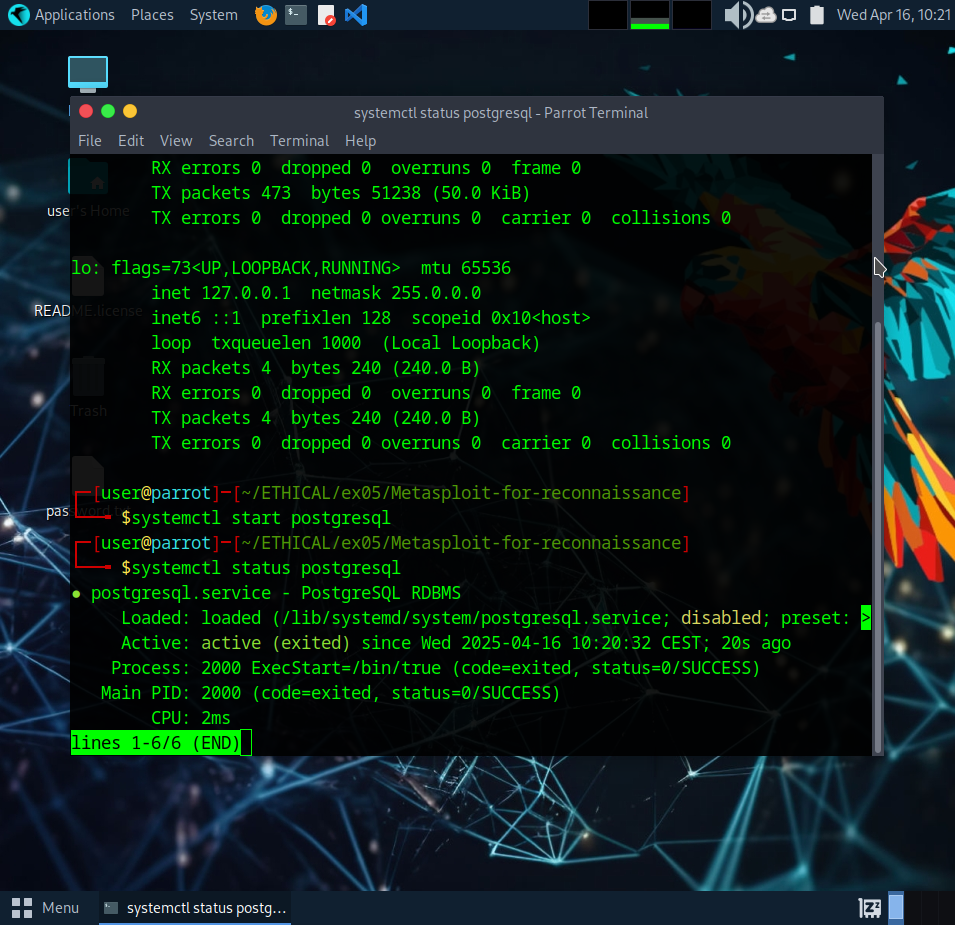 Applications Places System Wed Apr 16, 10:21
systemctl status postgresql - Parrot Terminal
File Edit View Search Terminal Help
RX errors 0  dropped 0  overruns 0  frame 0
TX packets 473  bytes 51238 (50.0 KiB)
TX errors 0  dropped 0 overruns 0  carrier 0  collisions 0
user's Home
lo: flags=73<UP,LOOPBACK,RUNNING>  mtu 65536
inet 127.0.0.1  netmask 255.0.0.0
inet6 ::1  prefixlen 128  scopeid 0x10<host>
README.license
loop  txqueuelen 1000  (Local Loopback)
RX packets 4  bytes 240 (240.0 B)
RX errors 0  dropped 0  overruns 0  frame 0
Trash
TX packets 4  bytes 240 (240.0 B)
TX errors 0  dropped 0 overruns 0  carrier 0  collisions 0
[user@parrot]─[~/ETHICAL/ex05/Metasploit-for-reconnaissance]
$systemctl start postgresql
[user@parrot]─[~/ETHICAL/ex05/Metasploit-for-reconnaissance]
$systemctl status postgresql
● postgresql.service - PostgreSQL RDBMS
Loaded: loaded (/lib/systemd/system/postgresql.service; disabled; preset: >
Active: active (exited) since Wed 2025-04-16 10:20:32 CEST; 20s ago
Process: 2000 ExecStart=/bin/true (code=exited, status=0/SUCCESS)
Main PID: 2000 (code=exited, status=0/SUCCESS)
CPU: 2ms
lines 1-6/6 (END)
Menu systemctl status postg...